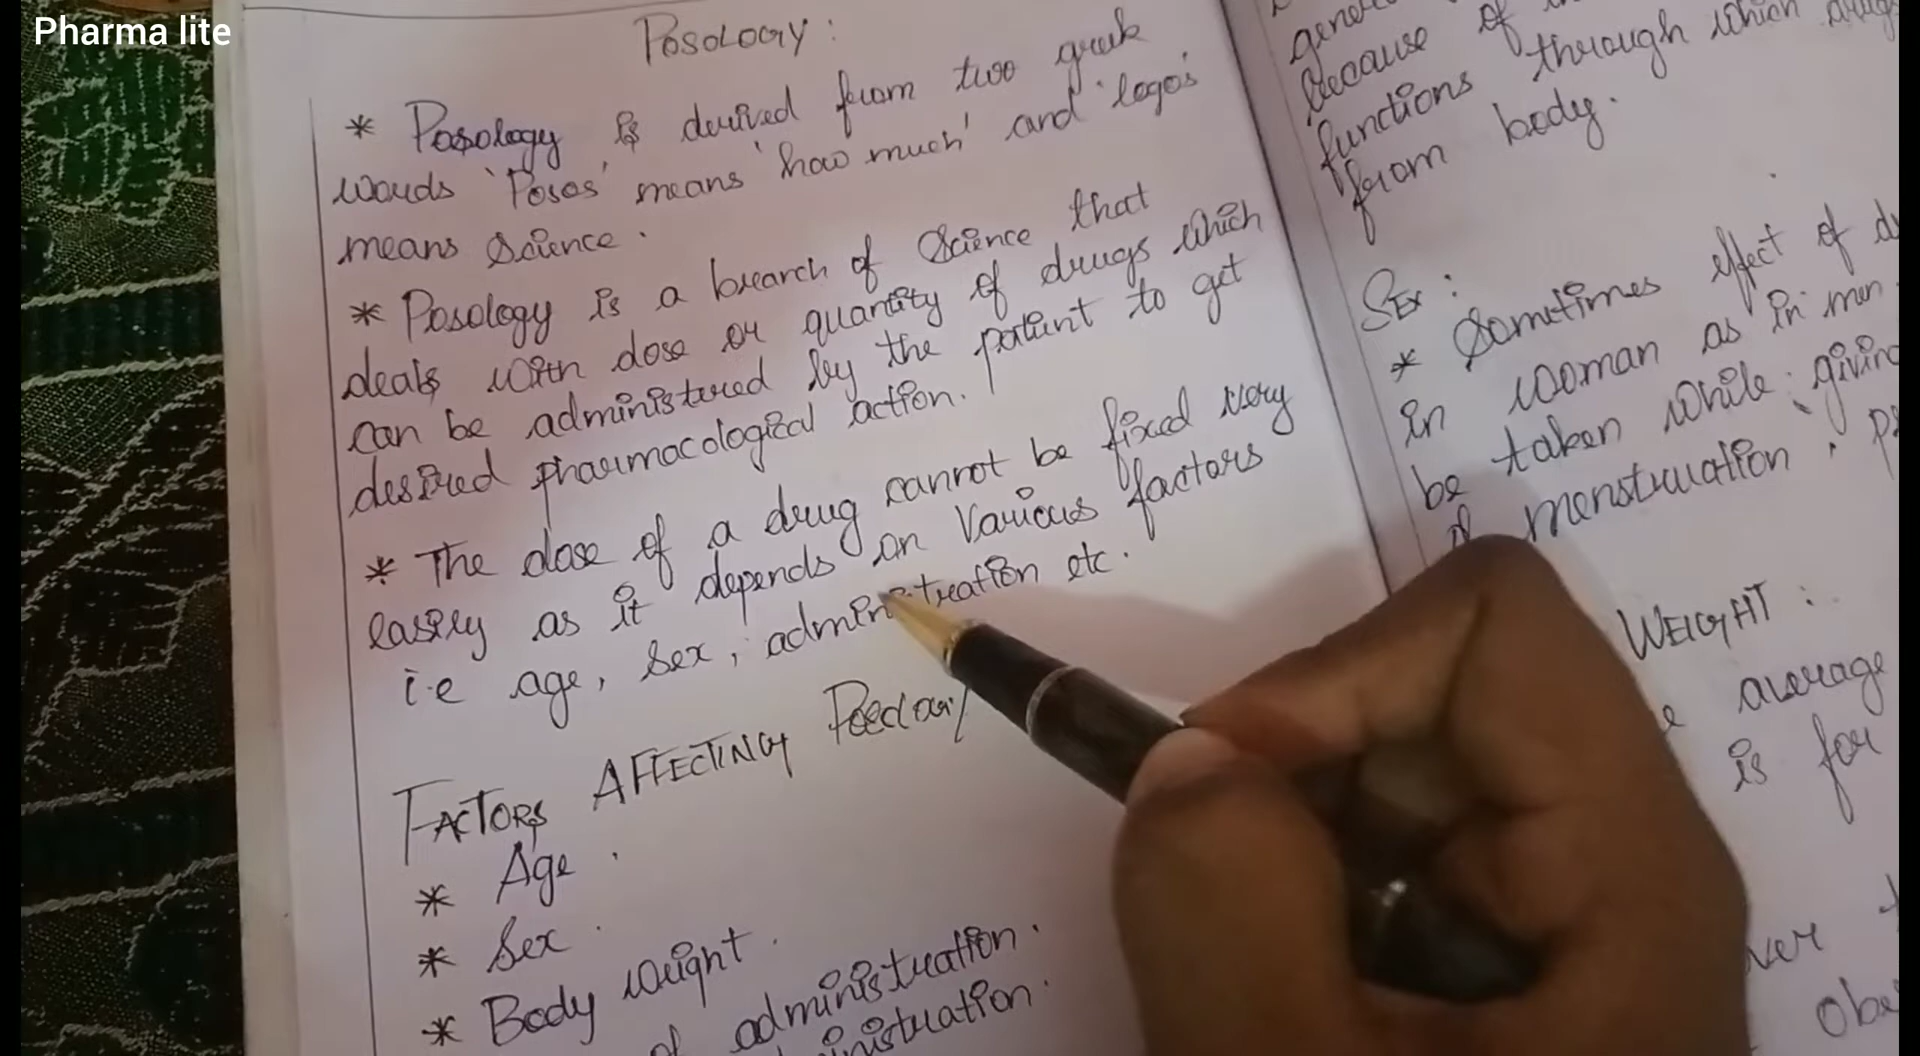 Pharma lite
Posology :
* Posology is derived from two greek
words 'Posos' means 'how much' and 'logos'
means Science.
* Posology is a branch of Science that
deals with dose or quantity of drugs which
can be administered by the patient to get
desired pharmacological action.
* The dose of a drug cannot be fixed very
easily as it depends on Various factors
i.e age, Sex, administration etc.
FACTORS AFFECTING
* Age.
* Sex.
* Body weight.
of administration.
because of
functions through which
from body.
SEX :
* Sometimes effect of
in woman as in men.
be taken while giving
of menstruation,
WEIGHT :
average
is for